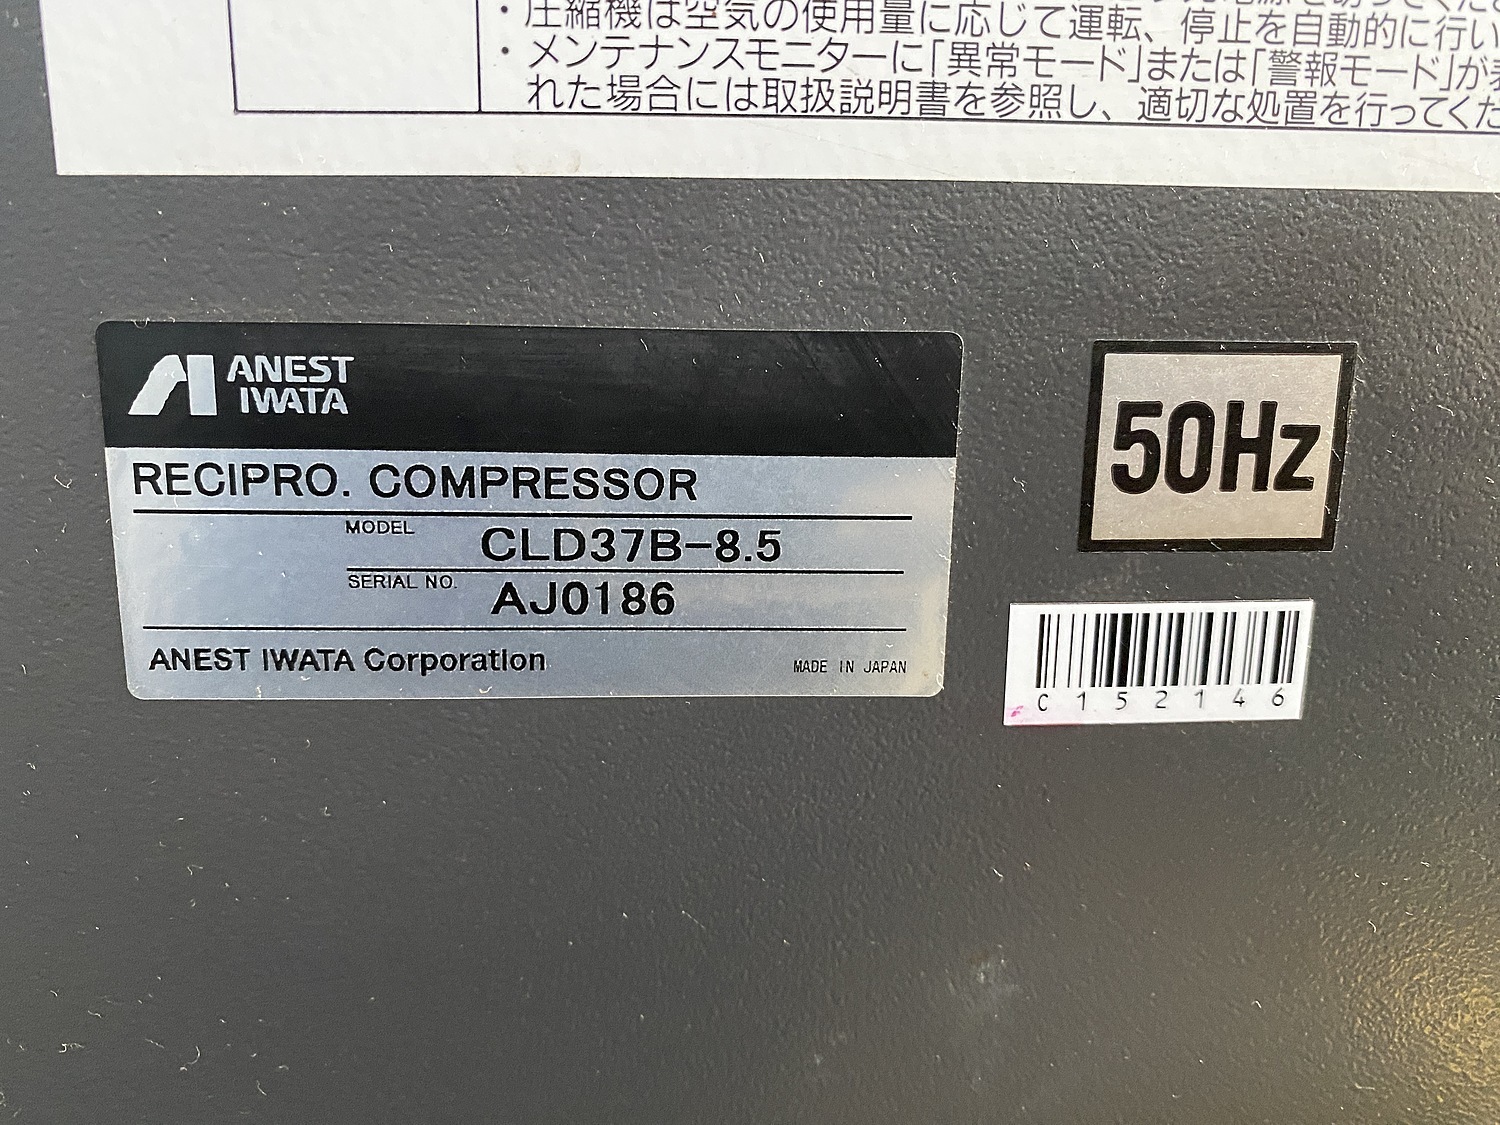 ・圧縮機は空気の使用量に応じて運転、停止を自動的に行い
・メンテナンスモニターに「異常モード」または「警報モード」が表
れた場合には取扱説明書を参照し、適切な処置を行ってくだ
ANEST
IWATA
RECIPRO. COMPRESSOR
MODEL CLD37B-8.5
SERIAL NO. AJ0186
ANEST IWATA Corporation MADE IN JAPAN
50Hz
C152146